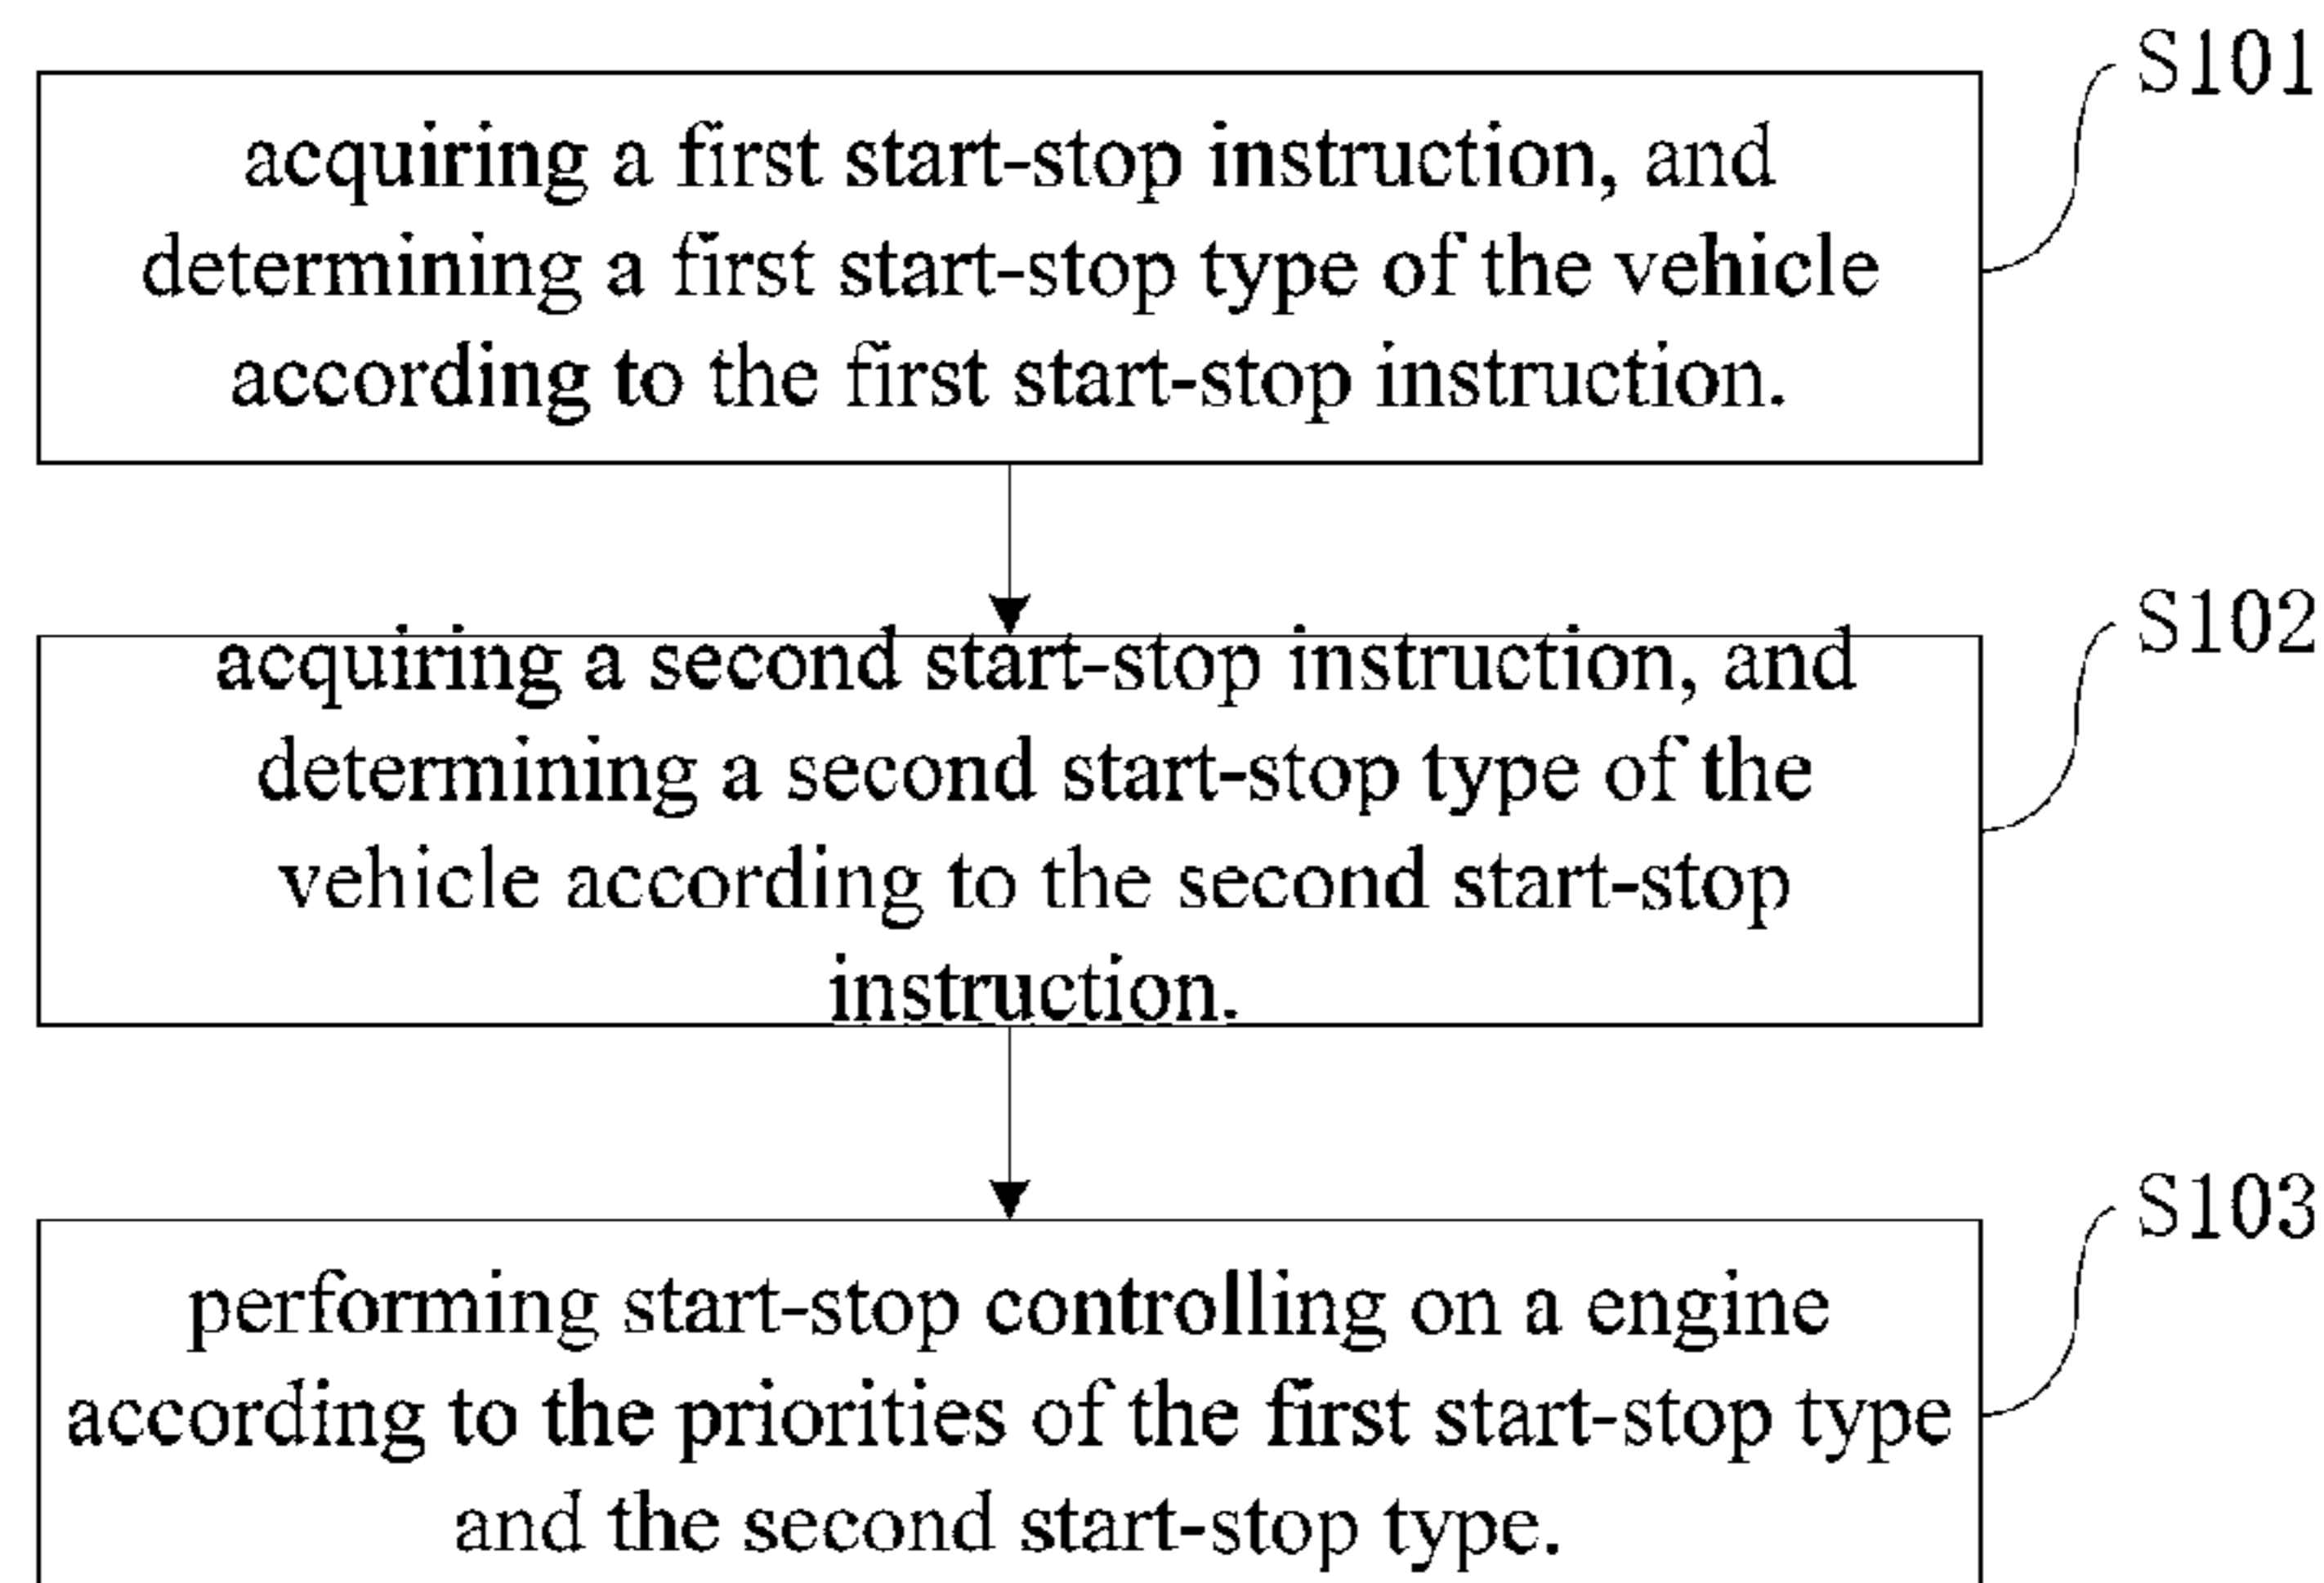 S101
acquiring a first start-stop instruction, and
determining a first start-stop type of the vehicle
according to the first start-stop instruction.
S102
acquiring a second start-stop instruction, and
determining a second start-stop type of the
vehicle according to the second start-stop
instruction.
S103
performing start-stop controlling on a engine
according to the priorities of the first start-stop type
and the second start-stop type.